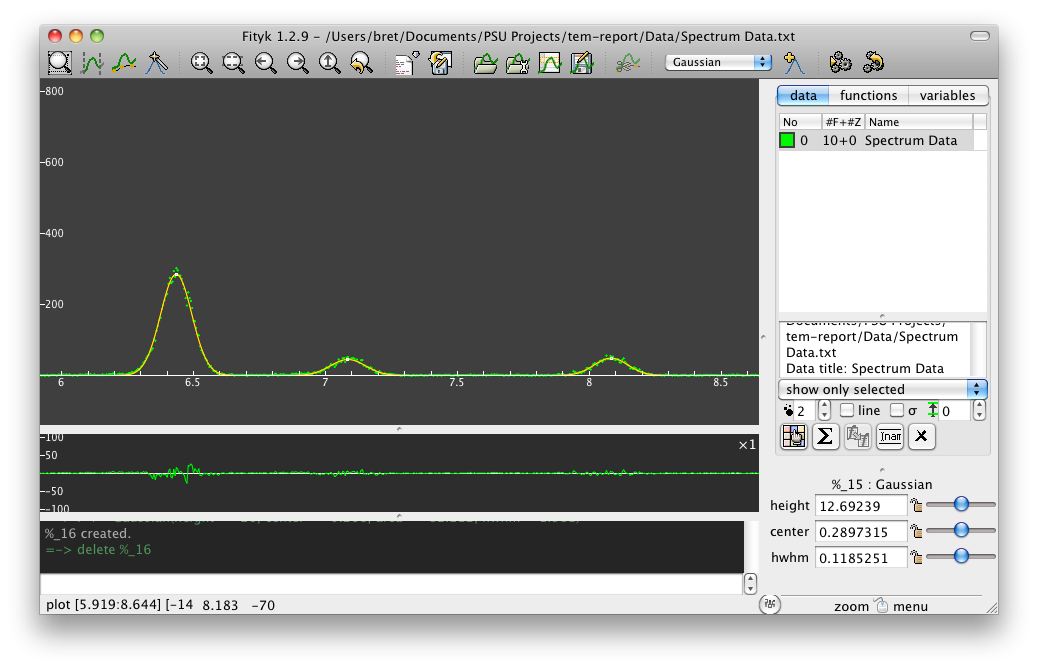 Fityk 1.2.9 – /Users/bret/Documents/PSU Projects/tem-report/Data/Spectrum Data.txt
Gaussian
800
600
400
200
6
6.5
7
7.5
8
8.5
100
50
-50
-100
×1
%_16 created.
=-> delete %_16
plot [5.919:8.644] [-14 8.183 -70
data functions variables
No #F+#Z Name
0 10+0 Spectrum Data
Documents/PSU Projects/
tem-report/Data/Spectrum
Data.txt
Data title: Spectrum Data
show only selected
2 line σ 0
Σ
%_15 : Gaussian
height 12.69239
center 0.2897315
hwhm 0.1185251
zoom menu